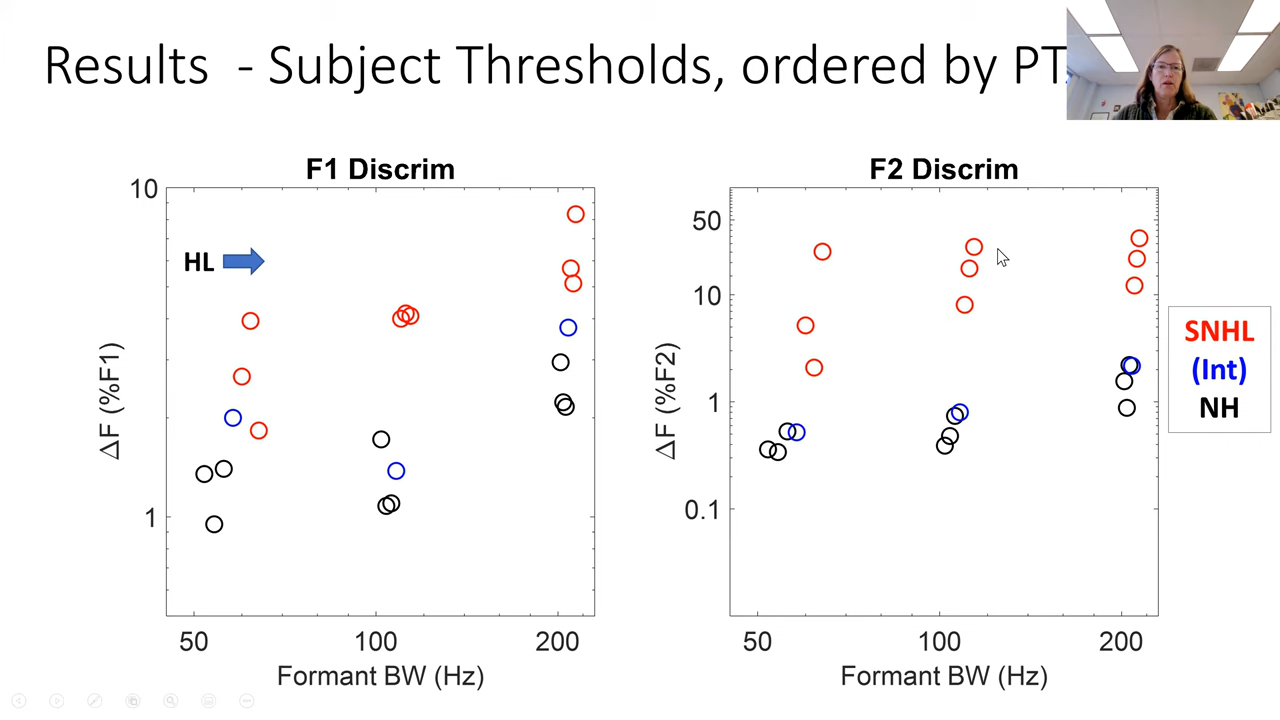 Results - Subject Thresholds, ordered by PT
F1 Discrim
10
1
HL
ΔF (%F1)
50
100
200
Formant BW (Hz)
F2 Discrim
50
10
1
0.1
ΔF (%F2)
50
100
200
Formant BW (Hz)
SNHL
(Int)
NH